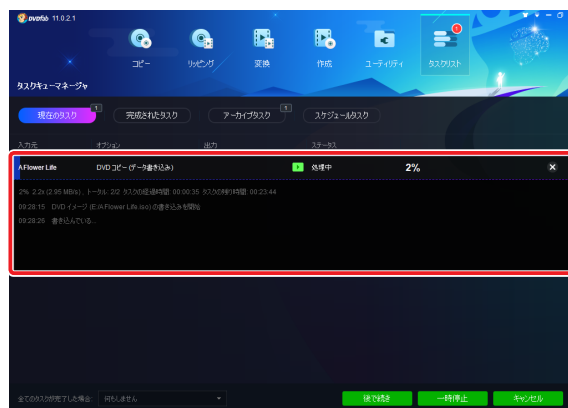 DVDFab 11.0.2.1
コピー リッピング 変換 作成 ユーティリティ タスクリスト
タスクキューマネージャ
現在のタスク 1 完成されたタスク アーカイブタスク 1 スケジュールタスク
入力元 オプション 出力 ステータス
A Flower Life DVD コピー (データ書き込み) 処理中 2%
2% 2.2x (2.95 MB/s) , トータル: 2/2 タスクの経過時間: 00:00:35 タスクの残り時間: 00:23:44
09:28:15 DVD イメージ (E:/A Flower Life.iso) の書き込みを開始
09:28:26 書き込んでいる...
全てのタスクが完了した場合: 何もしません 後で続き 一時停止 キャンセル